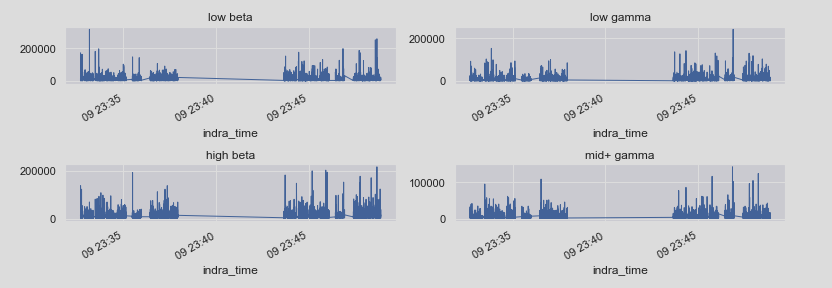 low beta
200000
0
09 23:35
09 23:40
09 23:45
indra_time
low gamma
200000
0
09 23:35
09 23:40
09 23:45
indra_time
high beta
200000
0
09 23:35
09 23:40
09 23:45
indra_time
mid+ gamma
100000
0
09 23:35
09 23:40
09 23:45
indra_time